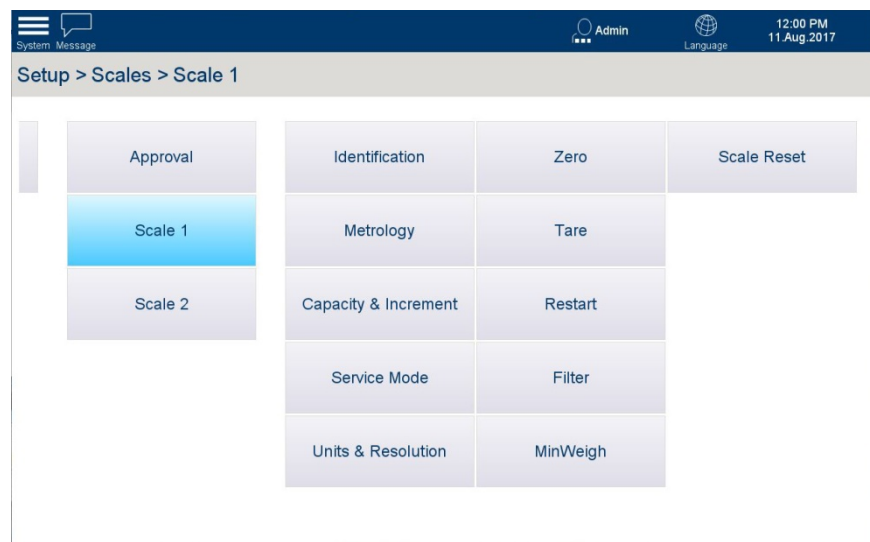 System Message
Admin
Language
12:00 PM
11.Aug.2017
Setup > Scales > Scale 1
Approval
Identification
Zero
Scale Reset
Scale 1
Metrology
Tare
Scale 2
Capacity & Increment
Restart
Service Mode
Filter
Units & Resolution
MinWeigh